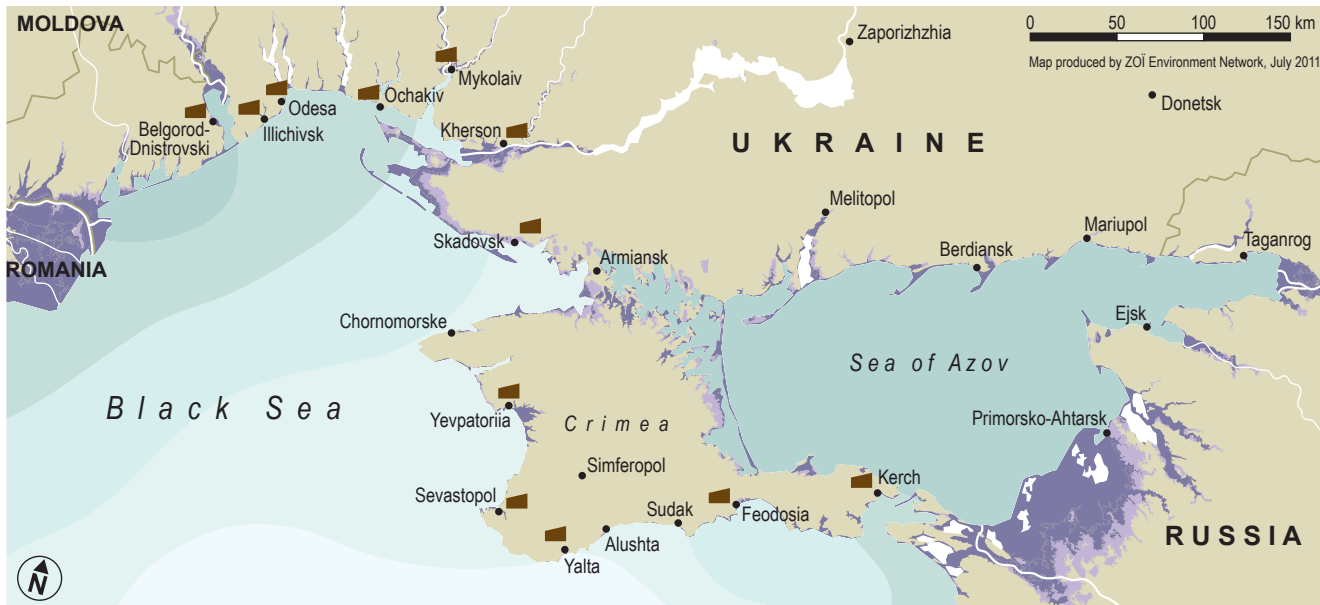 MOLDOVA
0 50 100 150 km
Map produced by ZOÏ Environment Network, July 2011
Zaporizhzhia
Mykolaiv
Donetsk
Odesa
Ochakiv
Illichivsk
Belgorod-
Dnistrovski
Kherson
UKRAINE
Melitopol
Mariupol
Skadovsk
Berdiansk
Taganrog
ROMANIA
Armiansk
Chornomorske
Ejsk
Sea of Azov
Black Sea
Yevpatoriia
Crimea
Primorsko-Ahtarsk
Simferopol
Kerch
Sevastopol
Sudak
Feodosia
Alushta
RUSSIA
Yalta
N